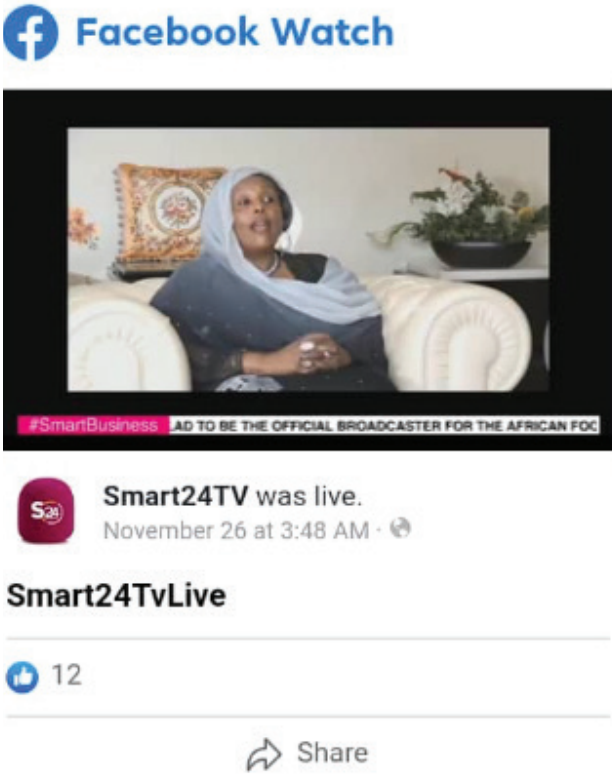 Facebook Watch
#SmartBusiness LAD TO BE THE OFFICIAL BROADCASTER FOR THE AFRICAN FOC
S24
Smart24TV was live.
November 26 at 3:48 AM ·
Smart24TvLive
12
Share